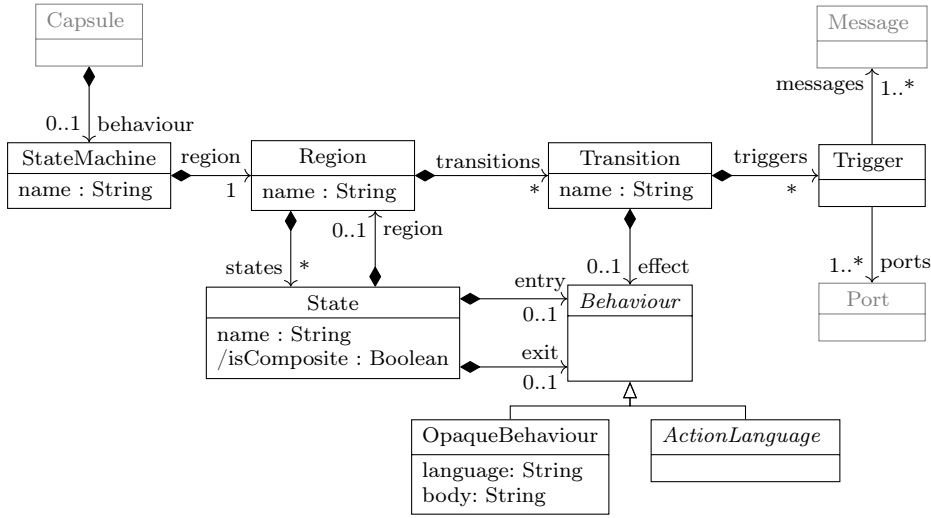 Capsule
Message
messages
1..*
0..1
behaviour
StateMachine
name : String
region
1
Region
name : String
transitions
*
Transition
name : String
triggers
*
Trigger
0..1
region
states
*
0..1
effect
1..*
ports
State
name : String
/isComposite : Boolean
entry
0..1
exit
0..1
Behaviour
Port
OpaqueBehaviour
language: String
body: String
ActionLanguage